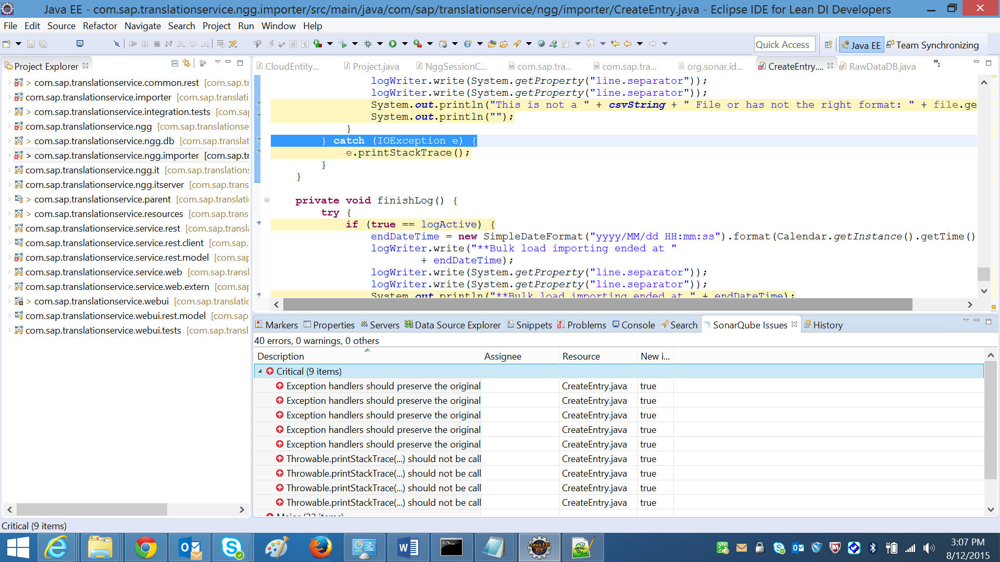 Java EE - com.sap.translationservice.ngg.importer/src/main/java/com/sap/translationservice/ngg/importer/CreateEntry.java - Eclipse IDE for Lean DI Developers
File Edit Source Refactor Navigate Search Project Run Window Help
Quick Access Java EE Team Synchronizing
Project Explorer
> com.sap.translationservice.common.rest [com.sap.tr
com.sap.translationservice.importer [com.sap.translati
> com.sap.translationservice.integration.tests [com.sap
com.sap.translationservice.ngg [com.sap.translationse
> com.sap.translationservice.ngg.db [com.sap.translat
> com.sap.translationservice.ngg.importer [com.sap.tr
com.sap.translationservice.ngg.it [com.sap.translations
com.sap.translationservice.ngg.itserver [com.sap.trans
> com.sap.translationservice.parent [com.sap.translati
> com.sap.translationservice.resources [com.sap.trans
com.sap.translationservice.service.rest [com.sap.transla
com.sap.translationservice.service.rest.client [com.sap.
com.sap.translationservice.service.rest.model [com.sap
com.sap.translationservice.service.web [com.sap.transl
com.sap.translationservice.service.web.extern [com.sap
> com.sap.translationservice.webui [com.sap.translatic
com.sap.translationservice.webui.rest.model [com.sap
com.sap.translationservice.webui.tests [com.sap.transl
CloudEntity... Project.java NggSessionC... com.sap.tra... com.sap.tra... org.sonar.id... CreateEntry.... RawDataDB.java »2
logWriter.write(System.getProperty("line.separator"));
logWriter.write(System.getProperty("line.separator"));
System.out.println("This is not a " + csvString + " File or has not the right format: " + file.ge
System.out.println("");
}
} catch (IOException e) {
e.printStackTrace();
}
}
private void finishLog() {
try {
if (true == logActive) {
endDateTime = new SimpleDateFormat("yyyy/MM/dd HH:mm:ss").format(Calendar.getInstance().getTime()
logWriter.write("**Bulk load importing ended at "
+ endDateTime);
logWriter.write(System.getProperty("line.separator"));
logWriter.write(System.getProperty("line.separator"));
System.out.println("**Bulk load importing ended at " + endDateTime);
Markers Properties Servers Data Source Explorer Snippets Problems Console Search SonarQube Issues History
40 errors, 0 warnings, 0 others
Description Assignee Resource New i...
Critical (9 items)
Exception handlers should preserve the original CreateEntry.java true
Exception handlers should preserve the original CreateEntry.java true
Exception handlers should preserve the original CreateEntry.java true
Exception handlers should preserve the original CreateEntry.java true
Exception handlers should preserve the original CreateEntry.java true
Throwable.printStackTrace(...) should not be call CreateEntry.java true
Throwable.printStackTrace(...) should not be call CreateEntry.java true
Throwable.printStackTrace(...) should not be call CreateEntry.java true
Throwable.printStackTrace(...) should not be call CreateEntry.java true
Critical (9 items)
Java EE
IDE
3:07 PM
8/12/2015